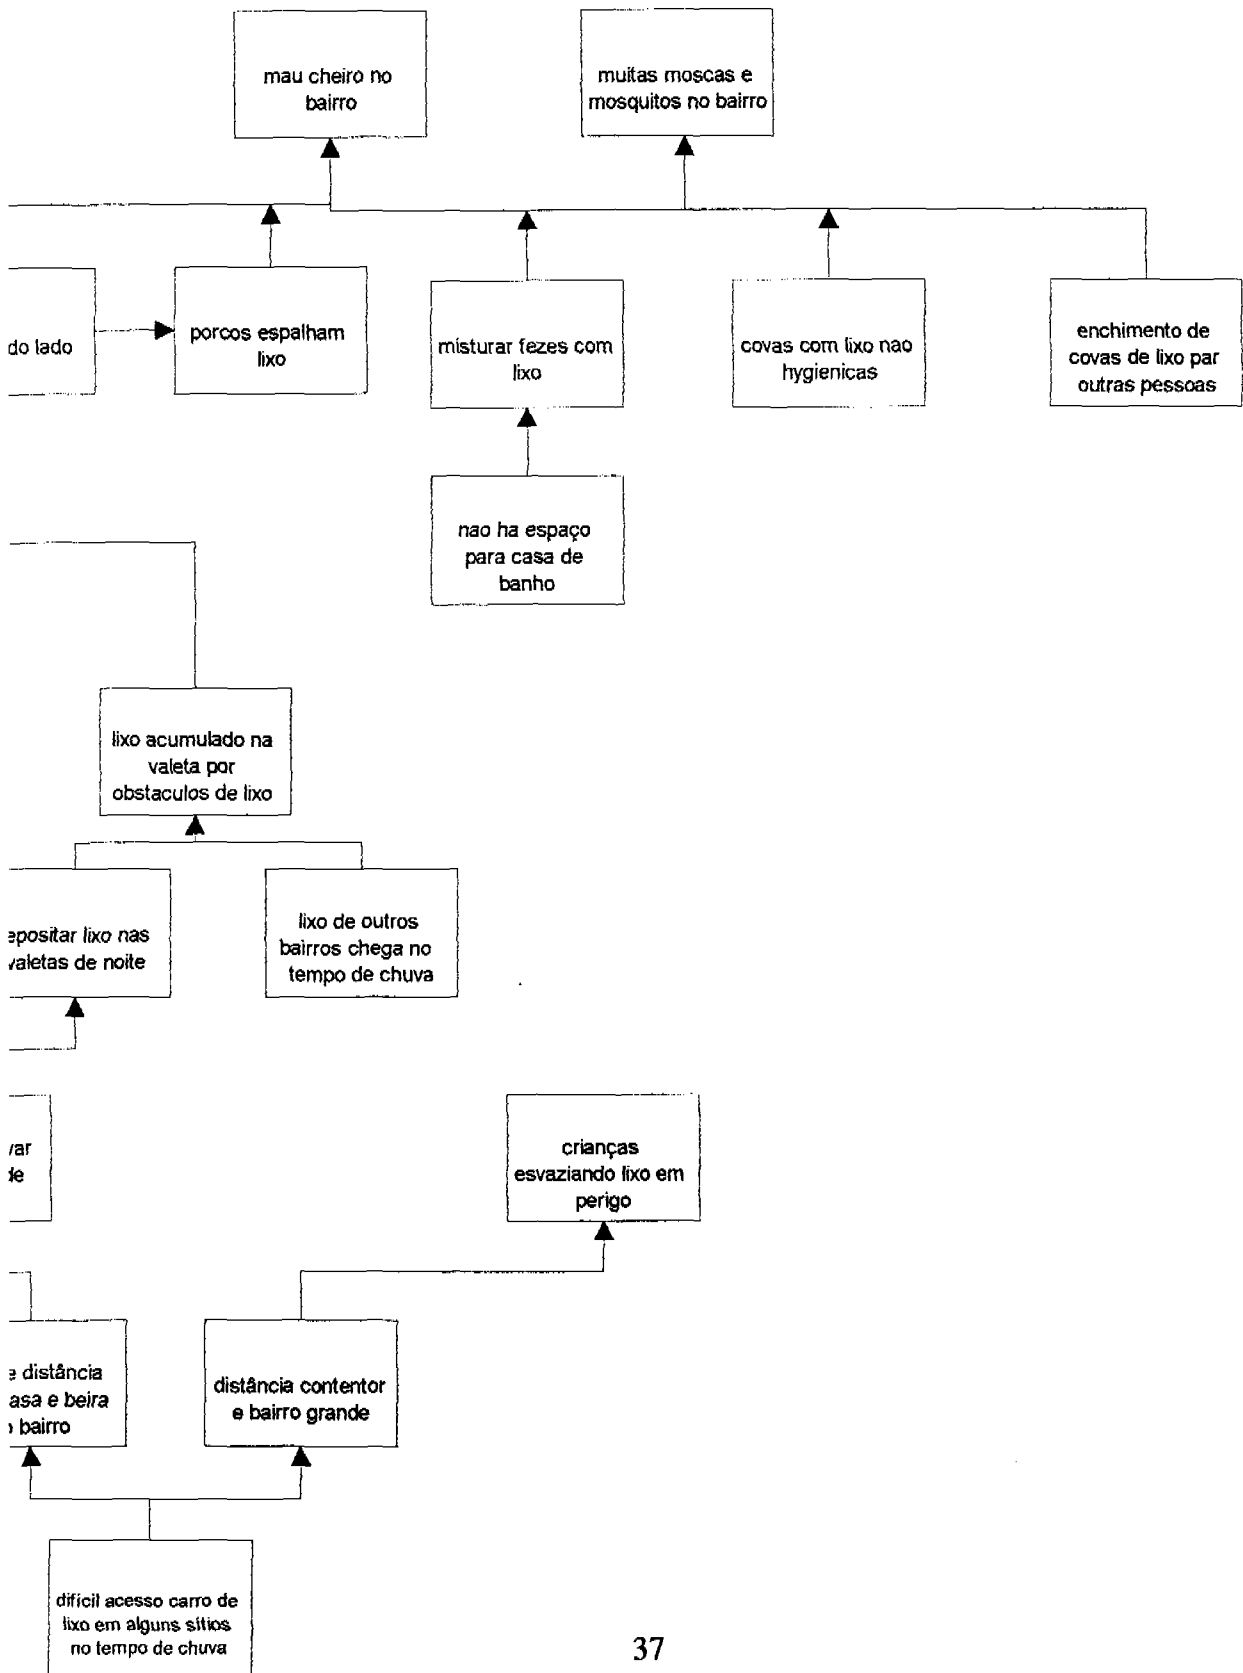 mau cheiro no
bairro
muitas moscas e
mosquitos no bairro
do lado
porcos espalham
lixo
misturar fezes com
lixo
covas com lixo nao
hygienicas
enchimento de
covas de lixo par
outras pessoas
nao ha espaço
para casa de
banho
lixo acumulado na
valeta por
obstaculos de lixo
epositar lixo nas
valetas de noite
lixo de outros
bairros chega no
tempo de chuva
var
de
crianças
esvaziando lixo em
perigo
e distância
asa e beira
o bairro
distância contentor
e bairro grande
difícil acesso carro de
lixo em alguns sítios
no tempo de chuva
37